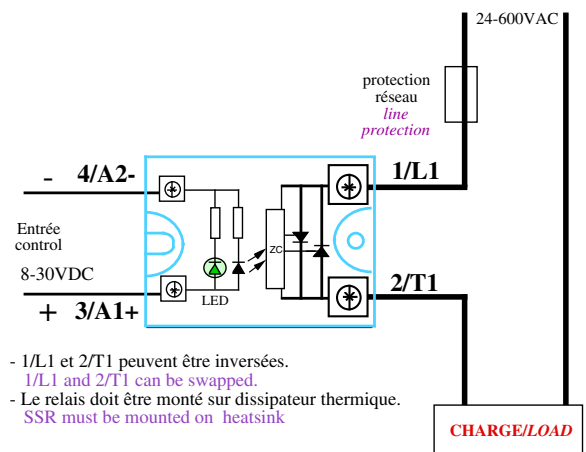 24-600VAC
protection
réseau
line
protection
- 4/A2-
1/L1
Entrée
control
ZC
8-30VDC
LED
2/T1
+ 3/A1+
- 1/L1 et 2/T1 peuvent être inversées.
1/L1 and 2/T1 can be swapped.
- Le relais doit être monté sur dissipateur thermique.
SSR must be mounted on heatsink
CHARGE/LOAD